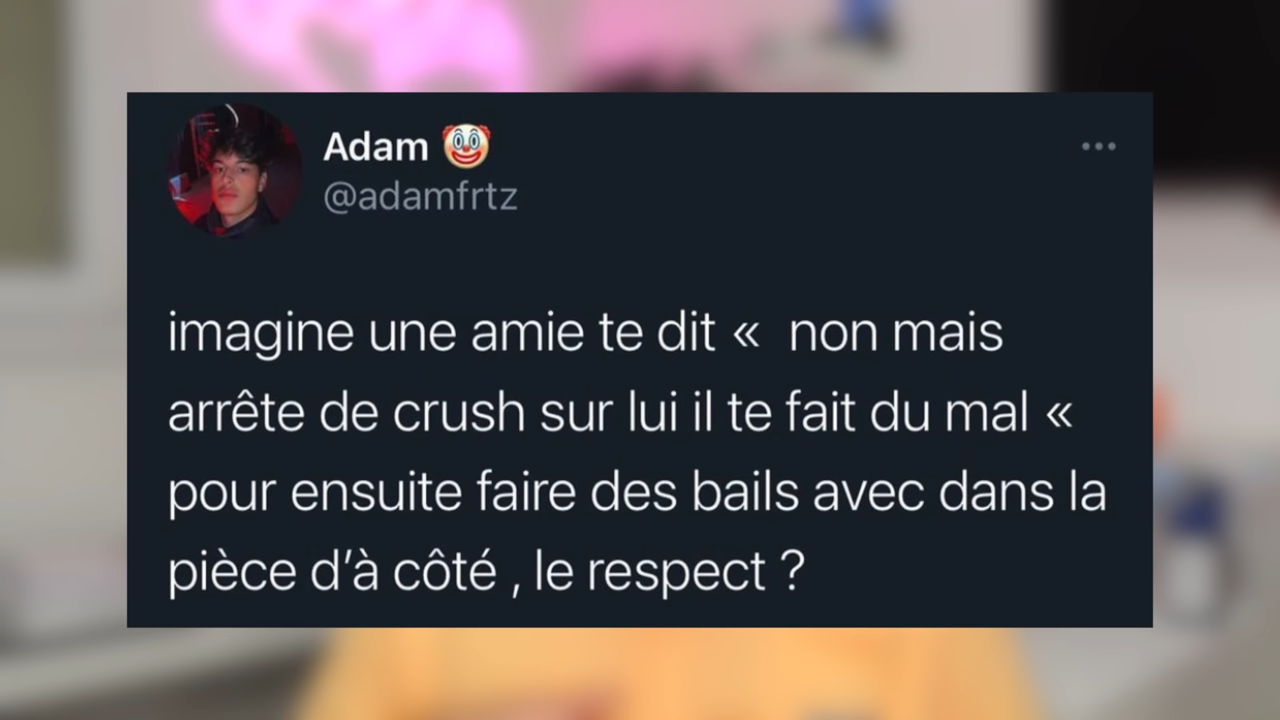 Adam 🤡
@adamfrtz
imagine une amie te dit «  non mais
arrête de crush sur lui il te fait du mal «
pour ensuite faire des bails avec dans la
pièce d’à côté , le respect ?